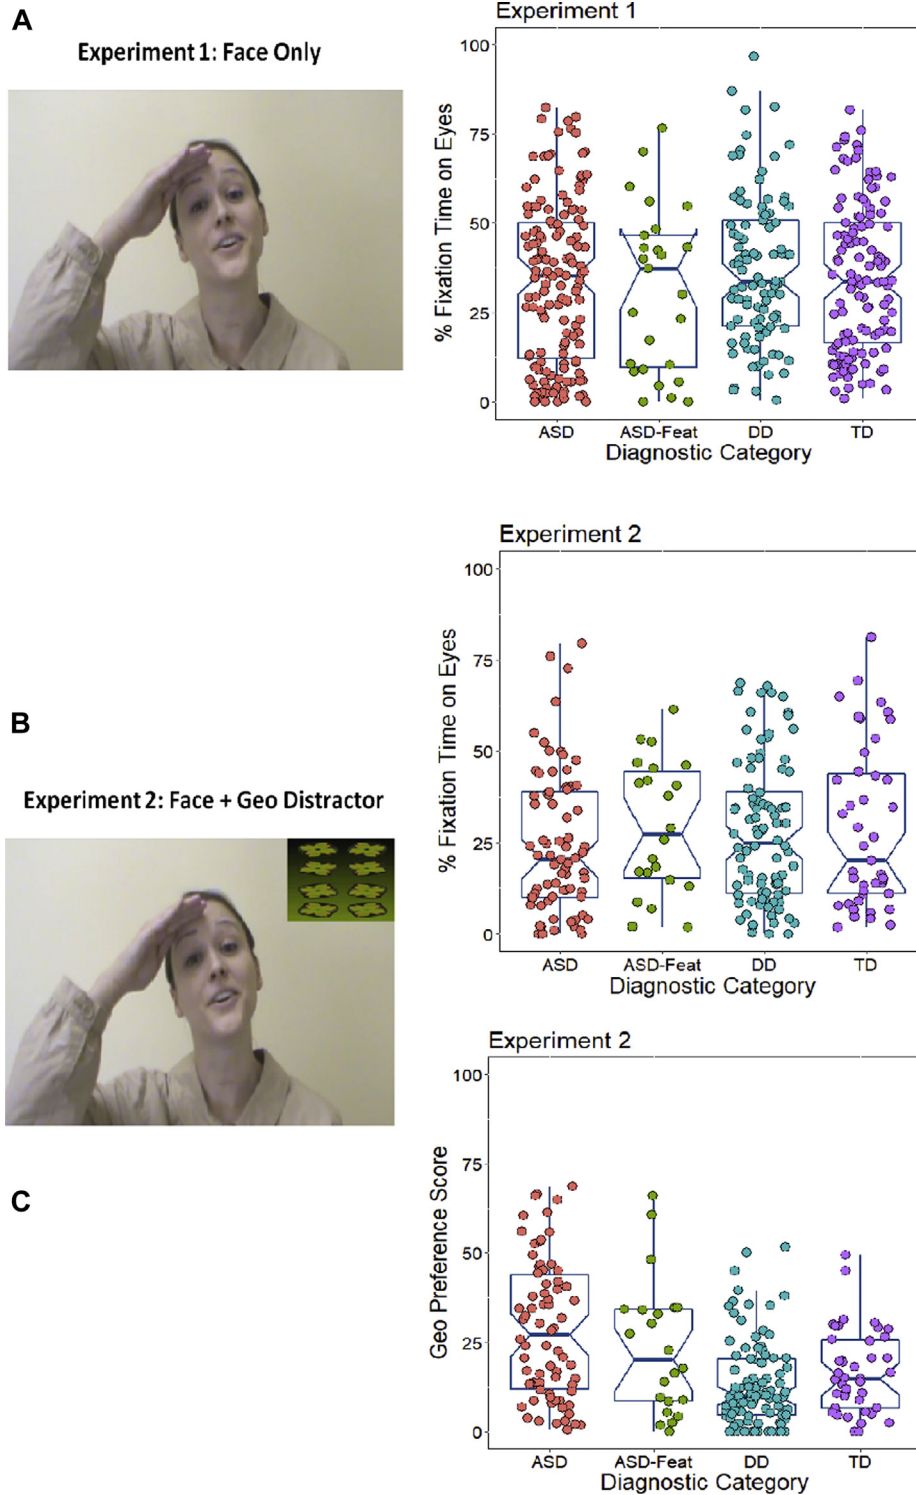 A
Experiment 1: Face Only
Experiment 1
% Fixation Time on Eyes
100
75
50
25
0
ASD ASD-Feat DD TD
Diagnostic Category
B
Experiment 2: Face + Geo Distractor
Experiment 2
% Fixation Time on Eyes
100
75
50
25
0
ASD ASD-Feat DD TD
Diagnostic Category
C
Experiment 2
Geo Preference Score
100
75
50
25
0
ASD ASD-Feat DD TD
Diagnostic Category